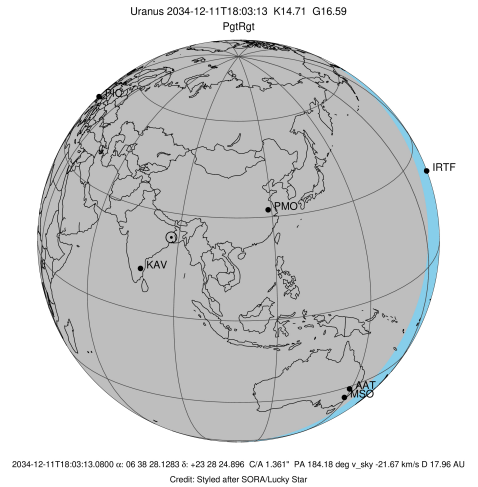 Uranus 2034-12-11T18:03:13 K14.71 G16.59
PgtRgt
PIC
IRTF
PMO
KAV
AAT
MSO
2034-12-11T18:03:13.0800 α: 06 38 28.1283 δ: +23 28 24.896 C/A 1.361" PA 184.18 deg v_sky -21.67 km/s D 17.96 AU
Credit: Styled after SORA/Lucky Star